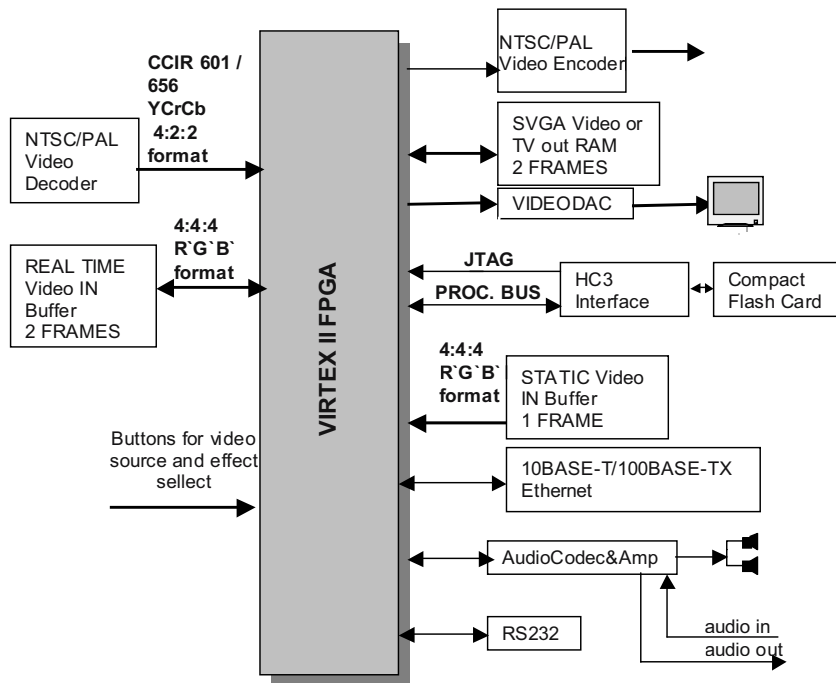 CCIR 601 /
656
YCrCb
4:2:2
format
NTSC/PAL
Video
Decoder
4:4:4
R`G`B`
format
REAL TIME
Video IN
Buffer
2 FRAMES
Buttons for video
source and effect
sellect
VIRTEX II FPGA
NTSC/PAL
Video Encoder
SVGA Video or
TV out RAM
2 FRAMES
VIDEODAC
JTAG
PROC. BUS
HC3
Interface
Compact
Flash Card
4:4:4
R`G`B`
format
STATIC Video
IN Buffer
1 FRAME
10BASE-T/100BASE-TX
Ethernet
AudioCodec&Amp
audio in
audio out
RS232